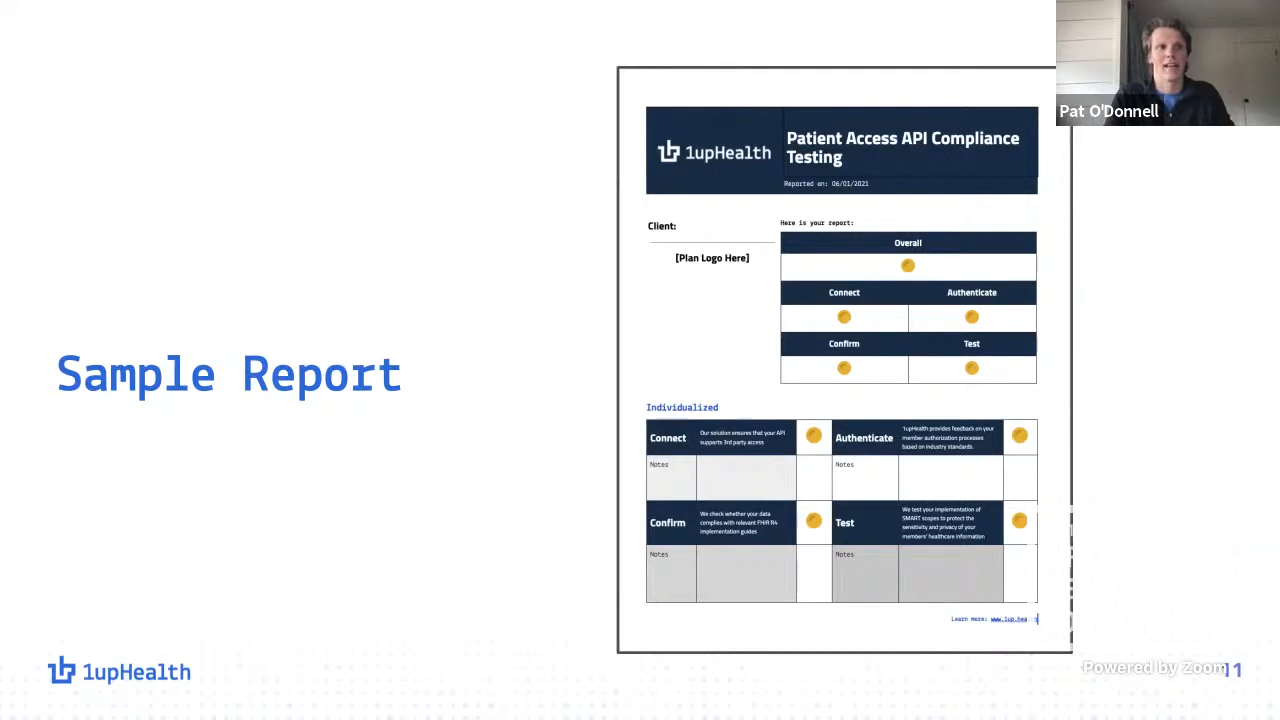 Pat O'Donnell
1upHealth
Patient Access API Compliance
Testing
Reported on: 06/01/2021
Client:
[Plan Logo Here]
Here is your report:
Overall
Connect
Authenticate
Confirm
Test
Sample Report
Individualized
Connect
Our solution ensures that your API
supports 3rd party access
Authenticate
1upHealth provides feedback on your
member authorization processes
based on industry standards.
Notes
Notes
Confirm
We check whether your data
complies with relevant FHIR R4
implementation guides
Test
We test your implementation of
SMART scopes to protect the
sensitivity and privacy of your
members' healthcare information
Notes
Notes
Learn more:
1upHealth
Powered by Zoom
11